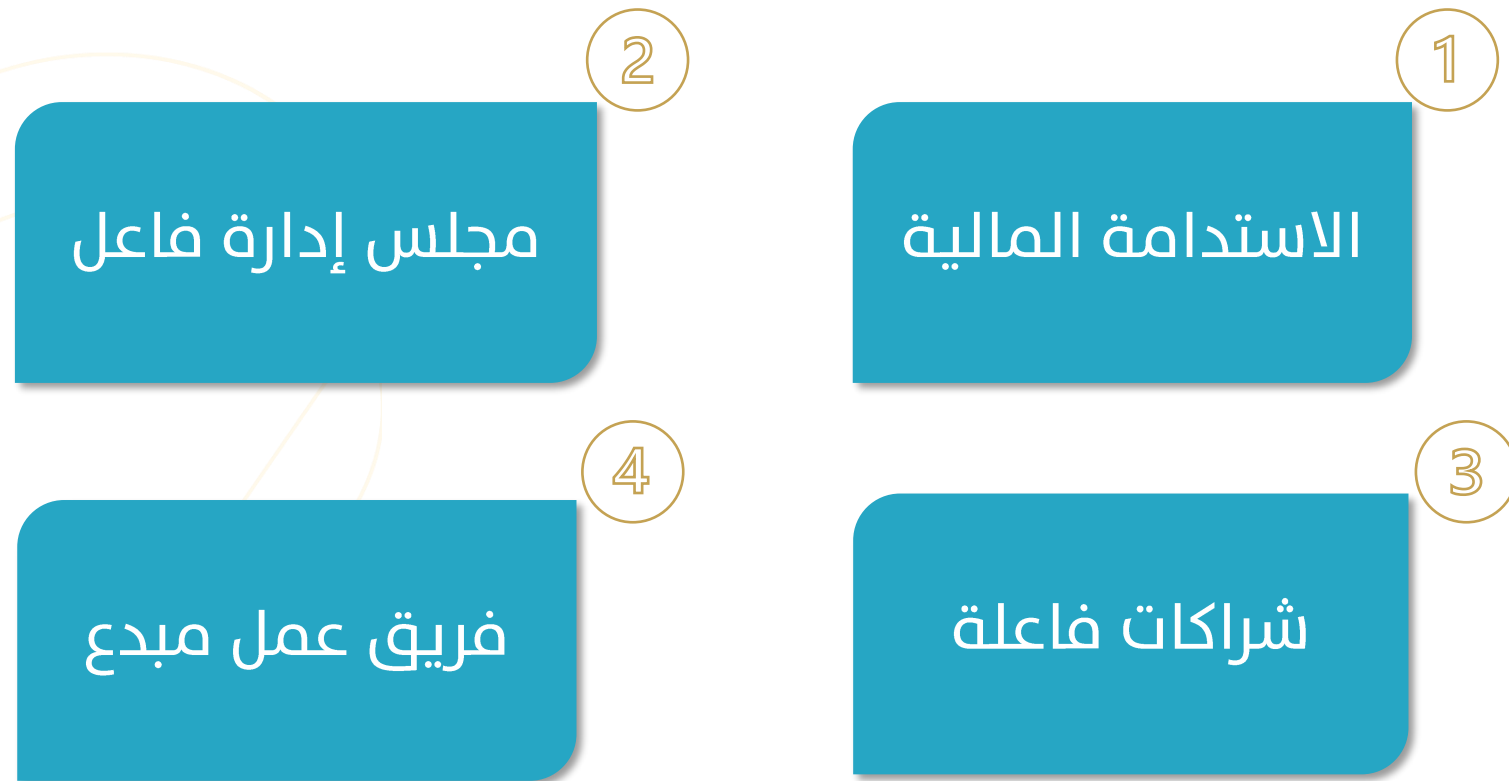 1
الاستدامة المالية
2
مجلس إدارة فاعل
3
شراكات فاعلة
4
فريق عمل مبدع